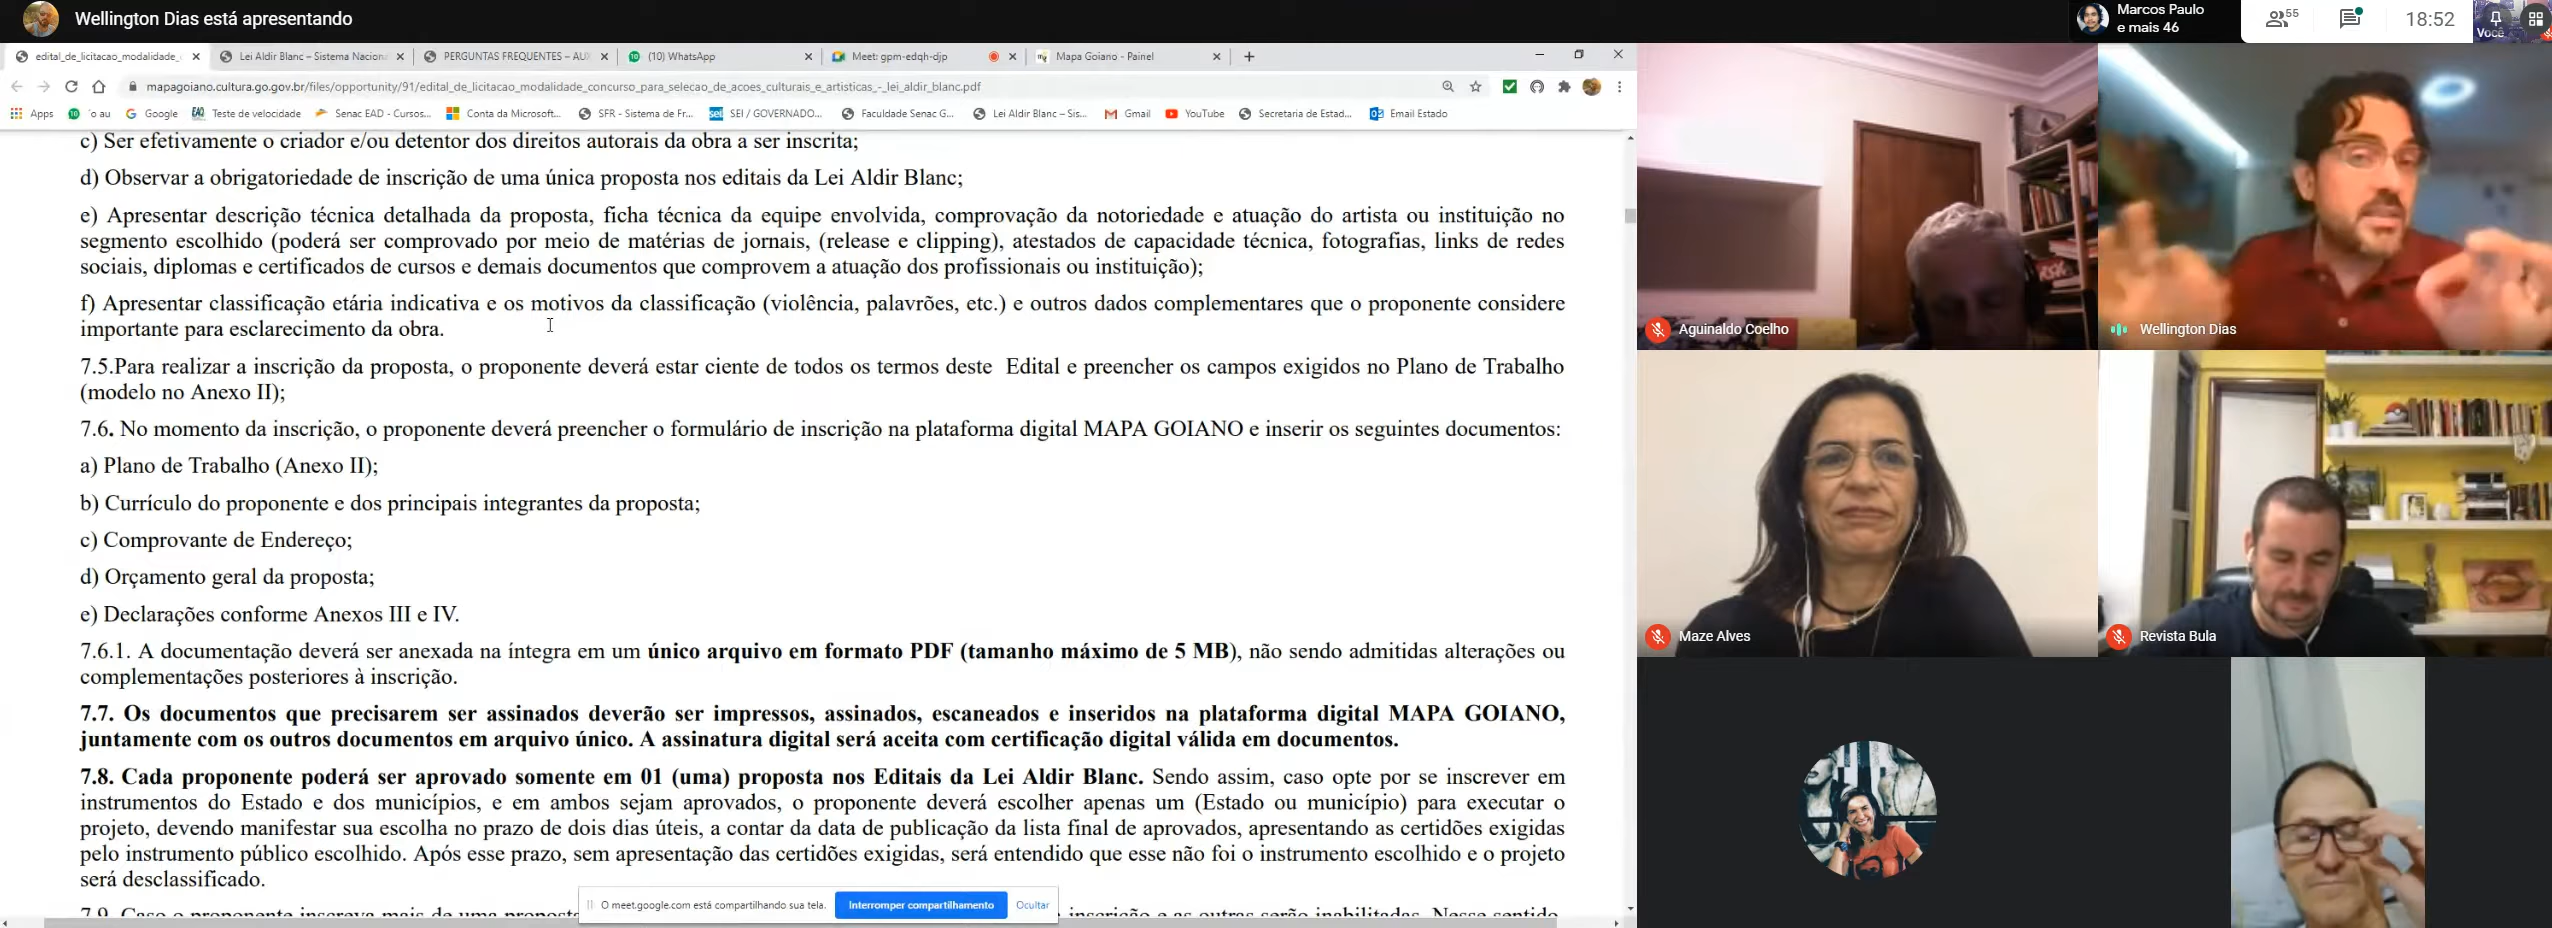 Wellington Dias está apresentando
Marcos Paulo
e mais 46
55
18:52
Você
edital_de_licitacao_modalidade_
Lei Aldir Blanc – Sistema Naciona
PERGUNTAS FREQUENTES – AUX
(10) WhatsApp
Meet: gpm-edqh-djp
Mapa Goiano - Painel
mapagoiano.cultura.go.gov.br/files/opportunity/91/edital_de_licitacao_modalidade_concurso_para_selecao_de_acoes_culturais_e_artisticas_-_lei_aldir_blanc.pdf
Apps
'o au
Google
EAD
Teste de velocidade
Senac EAD - Cursos...
Conta da Microsoft...
SFR - Sistema de Fr...
sei!
SEI / GOVERNADO...
Faculdade Senac G...
Lei Aldir Blanc – Sis...
Gmail
YouTube
Secretaria de Estad...
Email Estado
c) Ser efetivamente o criador e/ou detentor dos direitos autorais da obra a ser inscrita;
d) Observar a obrigatoriedade de inscrição de uma única proposta nos editais da Lei Aldir Blanc;
e) Apresentar descrição técnica detalhada da proposta, ficha técnica da equipe envolvida, comprovação da notoriedade e atuação do artista ou instituição no
segmento escolhido (poderá ser comprovado por meio de matérias de jornais, (release e clipping), atestados de capacidade técnica, fotografias, links de redes
sociais, diplomas e certificados de cursos e demais documentos que comprovem a atuação dos profissionais ou instituição);
f) Apresentar classificação etária indicativa e os motivos da classificação (violência, palavrões, etc.) e outros dados complementares que o proponente considere
importante para esclarecimento da obra.
7.5.Para realizar a inscrição da proposta, o proponente deverá estar ciente de todos os termos deste Edital e preencher os campos exigidos no Plano de Trabalho
(modelo no Anexo II);
7.6. No momento da inscrição, o proponente deverá preencher o formulário de inscrição na plataforma digital MAPA GOIANO e inserir os seguintes documentos:
a) Plano de Trabalho (Anexo II);
b) Currículo do proponente e dos principais integrantes da proposta;
c) Comprovante de Endereço;
d) Orçamento geral da proposta;
e) Declarações conforme Anexos III e IV.
7.6.1. A documentação deverá ser anexada na íntegra em um único arquivo em formato PDF (tamanho máximo de 5 MB), não sendo admitidas alterações ou
complementações posteriores à inscrição.
7.7. Os documentos que precisarem ser assinados deverão ser impressos, assinados, escaneados e inseridos na plataforma digital MAPA GOIANO,
juntamente com os outros documentos em arquivo único. A assinatura digital será aceita com certificação digital válida em documentos.
7.8. Cada proponente poderá ser aprovado somente em 01 (uma) proposta nos Editais da Lei Aldir Blanc. Sendo assim, caso opte por se inscrever em
instrumentos do Estado e dos municípios, e em ambos sejam aprovados, o proponente deverá escolher apenas um (Estado ou município) para executar o
projeto, devendo manifestar sua escolha no prazo de dois dias úteis, a contar da data de publicação da lista final de aprovados, apresentando as certidões exigidas
pelo instrumento público escolhido. Após esse prazo, sem apresentação das certidões exigidas, será entendido que esse não foi o instrumento escolhido e o projeto
será desclassificado.
7.9. Caso o proponente inscreva mais de uma proposta inscrição e as outras serão inabilitadas. Nesse sentido,
O meet.google.com está compartilhando sua tela.
Interromper compartilhamento
Ocultar
Aguinaldo Coelho
Wellington Dias
Maze Alves
Revista Bula